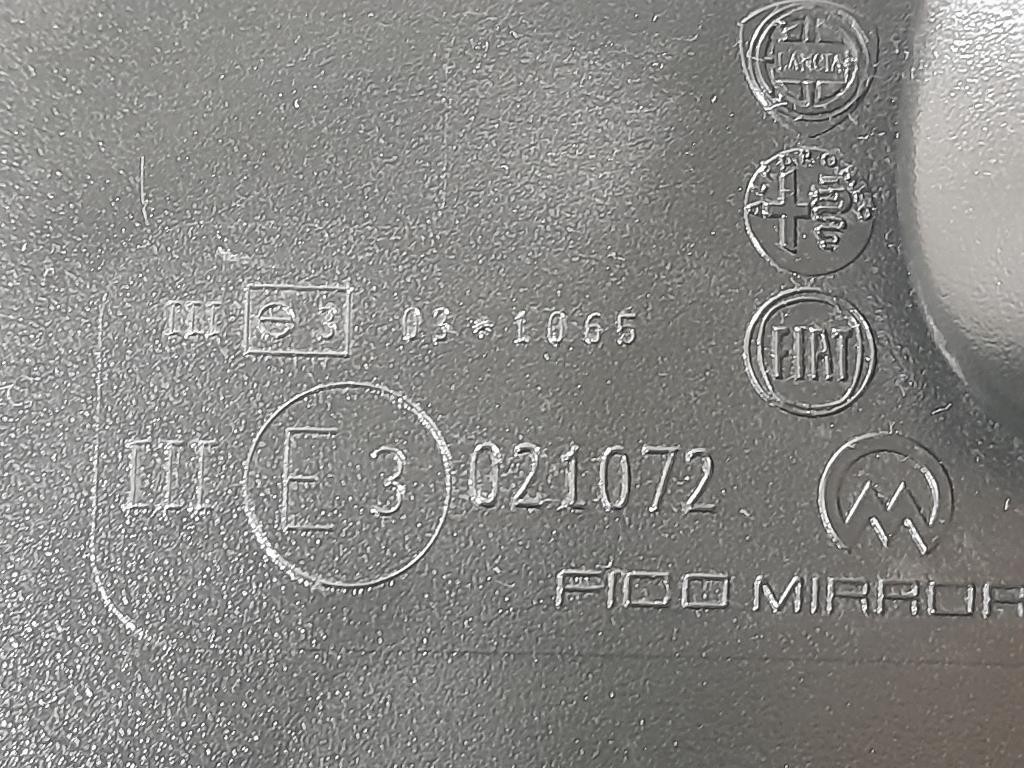 LANCIA
FIAT
III e 3 03*1065
III E 3 021072
FICO MIRROR